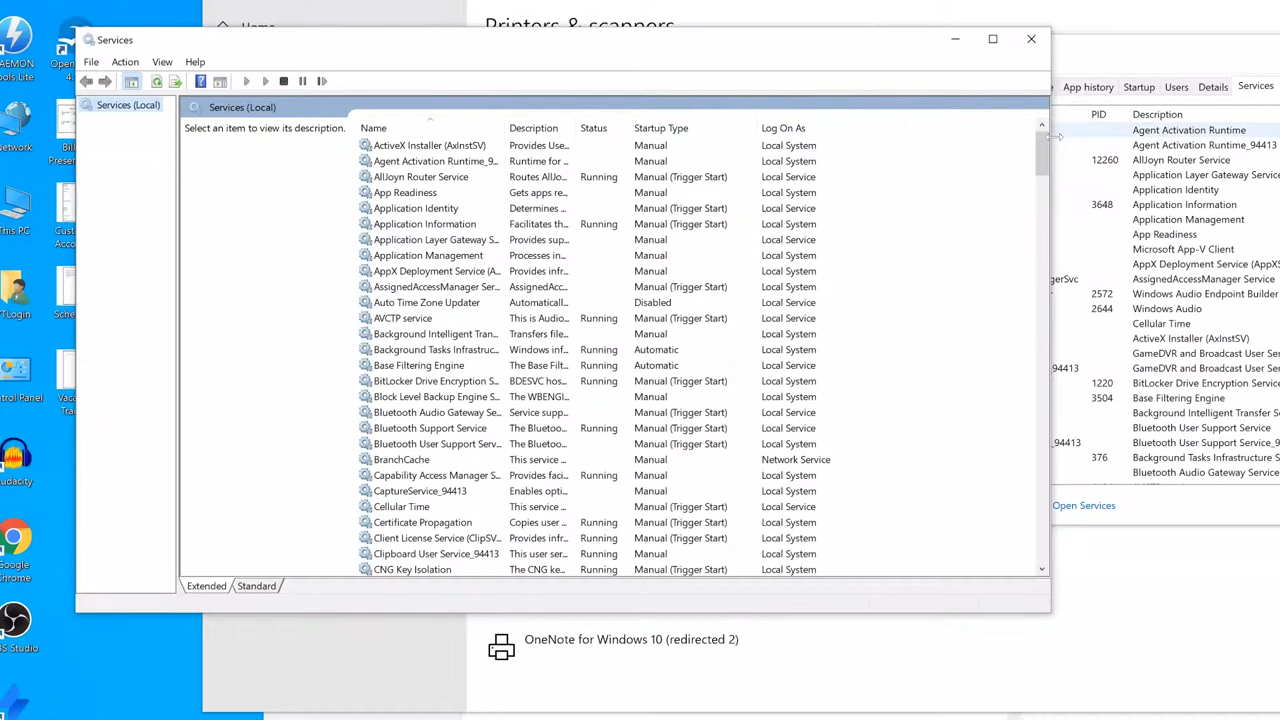 Home
Printers & scanners
Services
File Action View Help
Services (Local)
Services (Local)
Select an item to view its description.
Name Description Status Startup Type Log On As
ActiveX Installer (AxInstSV) Provides Use... Manual Local System
Agent Activation Runtime_9... Runtime for ... Manual Local System
AllJoyn Router Service Routes AllJo... Running Manual (Trigger Start) Local Service
App Readiness Gets apps re... Manual Local System
Application Identity Determines ... Manual (Trigger Start) Local Service
Application Information Facilitates th... Running Manual (Trigger Start) Local System
Application Layer Gateway S... Provides sup... Manual Local Service
Application Management Processes in... Manual Local System
AppX Deployment Service (A... Provides infr... Manual Local System
AssignedAccessManager Ser... AssignedAcc... Manual (Trigger Start) Local System
Auto Time Zone Updater Automaticall... Disabled Local Service
AVCTP service This is Audio... Running Manual (Trigger Start) Local Service
Background Intelligent Tran... Transfers file... Manual Local System
Background Tasks Infrastruc... Windows inf... Running Automatic Local System
Base Filtering Engine The Base Filt... Running Automatic Local Service
BitLocker Drive Encryption S... BDESVC hos... Running Manual (Trigger Start) Local System
Block Level Backup Engine S... The WBENGI... Manual Local System
Bluetooth Audio Gateway Se... Service supp... Manual (Trigger Start) Local Service
Bluetooth Support Service The Bluetoo... Running Manual (Trigger Start) Local Service
Bluetooth User Support Serv... The Bluetoo... Manual (Trigger Start) Local System
BranchCache This service ... Manual Network Service
Capability Access Manager S... Provides faci... Running Manual Local System
CaptureService_94413 Enables opti... Manual Local System
Cellular Time This service ... Manual (Trigger Start) Local Service
Certificate Propagation Copies user ... Running Manual (Trigger Start) Local System
Client License Service (ClipSV... Provides infr... Running Manual (Trigger Start) Local System
Clipboard User Service_94413 This user ser... Running Manual Local System
CNG Key Isolation The CNG ke... Running Manual (Trigger Start) Local System
Extended Standard
App history Startup Users Details Services
PID Description
Agent Activation Runtime
Agent Activation Runtime_94413
12260 AllJoyn Router Service
Application Layer Gateway Service
Application Identity
3648 Application Information
Application Management
App Readiness
Microsoft App-V Client
AppX Deployment Service (AppXS
gerSvc AssignedAccessManager Service
2572 Windows Audio Endpoint Builder
2644 Windows Audio
Cellular Time
ActiveX Installer (AxInstSV)
GameDVR and Broadcast User Ser
94413 GameDVR and Broadcast User Ser
1220 BitLocker Drive Encryption Service
3504 Base Filtering Engine
Background Intelligent Transfer S
Bluetooth User Support Service
94413 Bluetooth User Support Service_9
376 Background Tasks Infrastructure S
Bluetooth Audio Gateway Service
Open Services
OneNote for Windows 10 (redirected 2)
AEMON
ols Lite
Open
4.
Network
Bill
Pr
This PC
Cust
Acco
YTLogin
Sche
ontrol Panel
Vaca
Tra
udacity
Google
Chrome
BS Studio